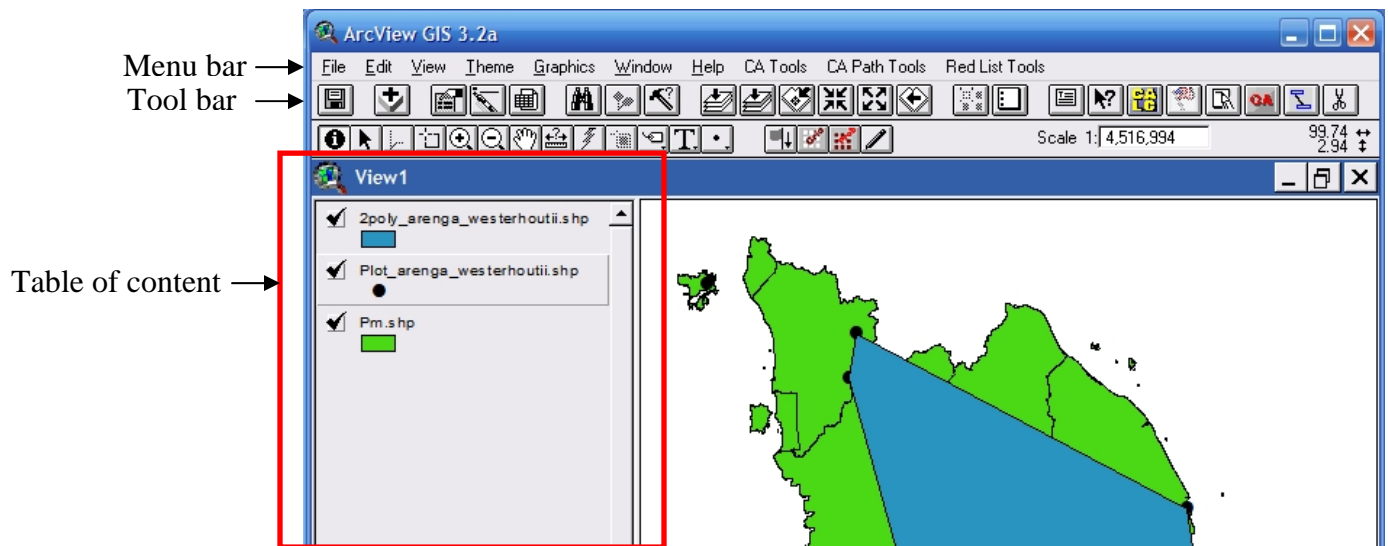 ArcView GIS 3.2a
Menu bar
File Edit View Theme Graphics Window Help CA Tools CA Path Tools Red List Tools
Tool bar
Scale 1: 4,516,994
99.74
2.94
View1
2poly_arenga_westerhoutii.shp
Plot_arenga_westerhoutii.shp
Table of content
Pm.shp